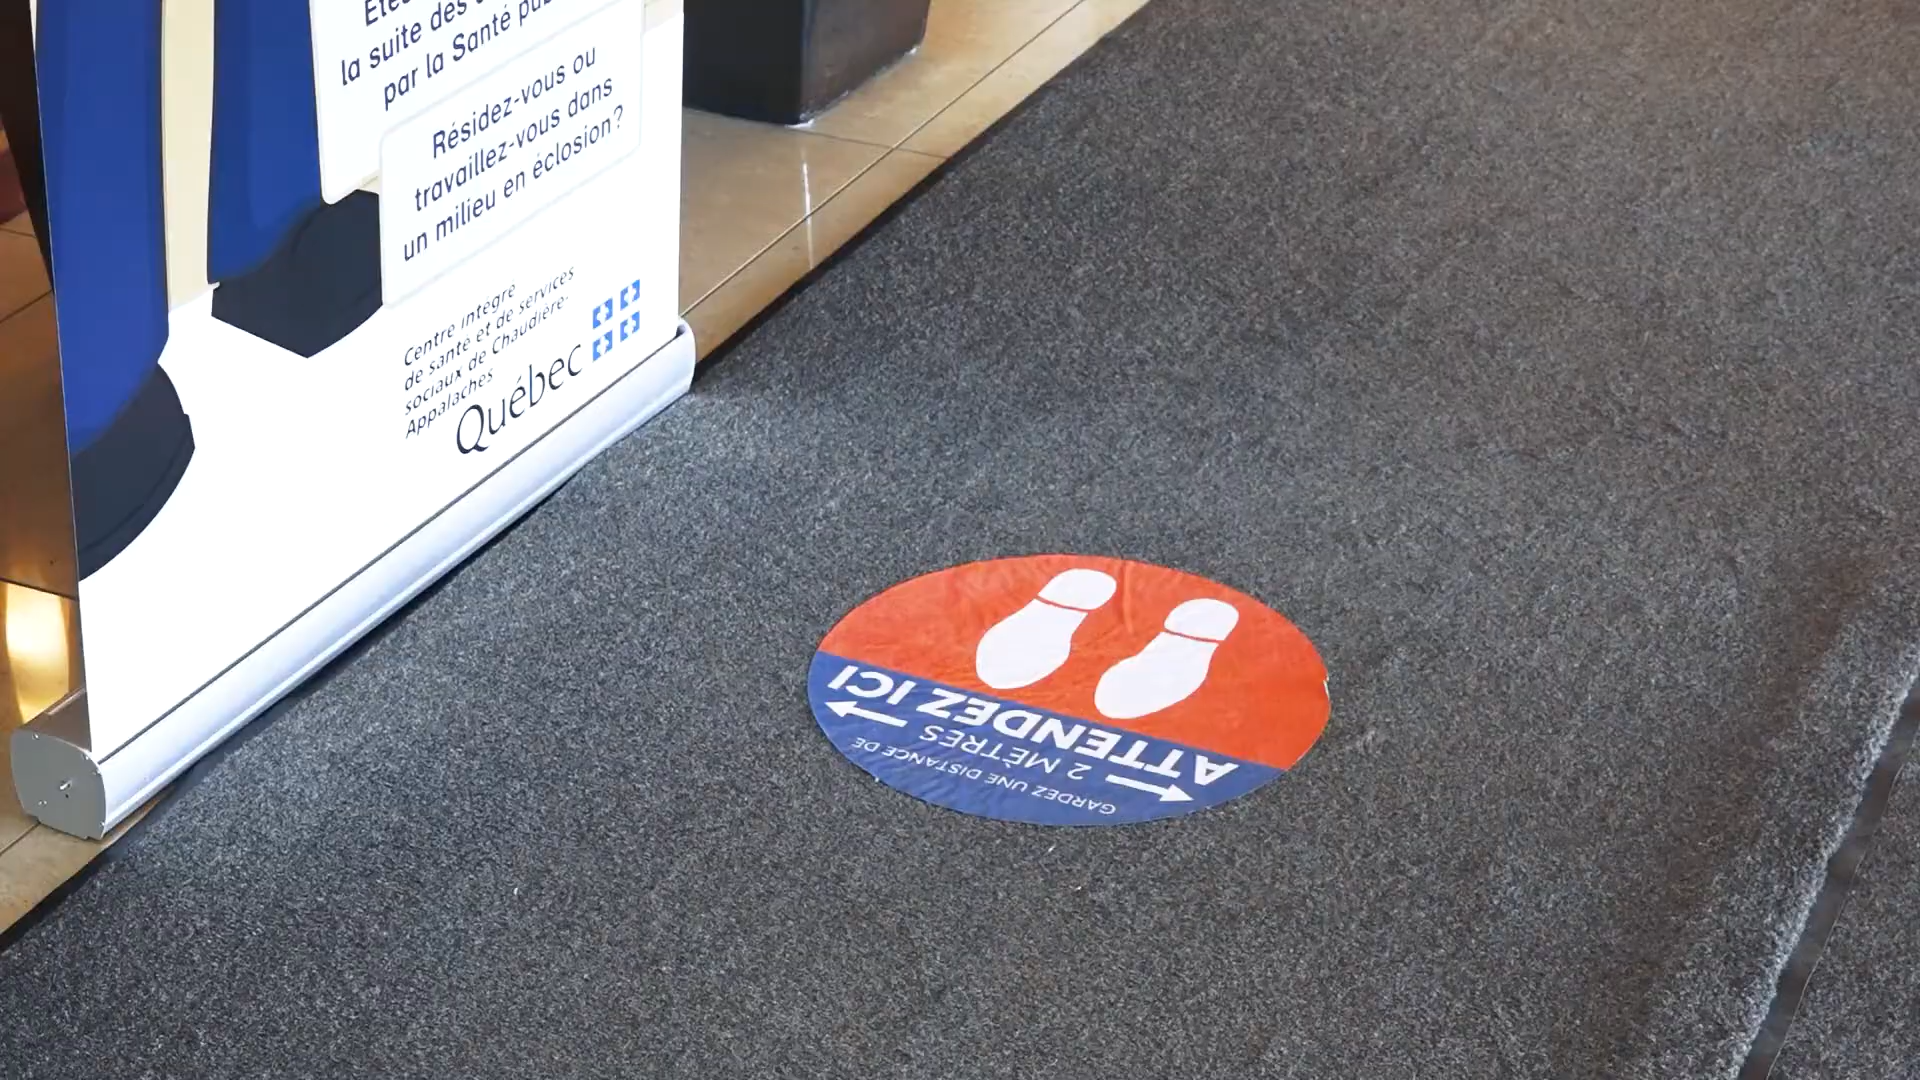 la suite des
par la Santé
Résidez-vous ou
travaillez-vous dans
un milieu en éclosion?
Centre intégré
de santé et de services
sociaux de Chaudière-
Appalaches
Québec
ATTENDEZ ICI
2 MÈTRES
GARDEZ UNE DISTANCE DE